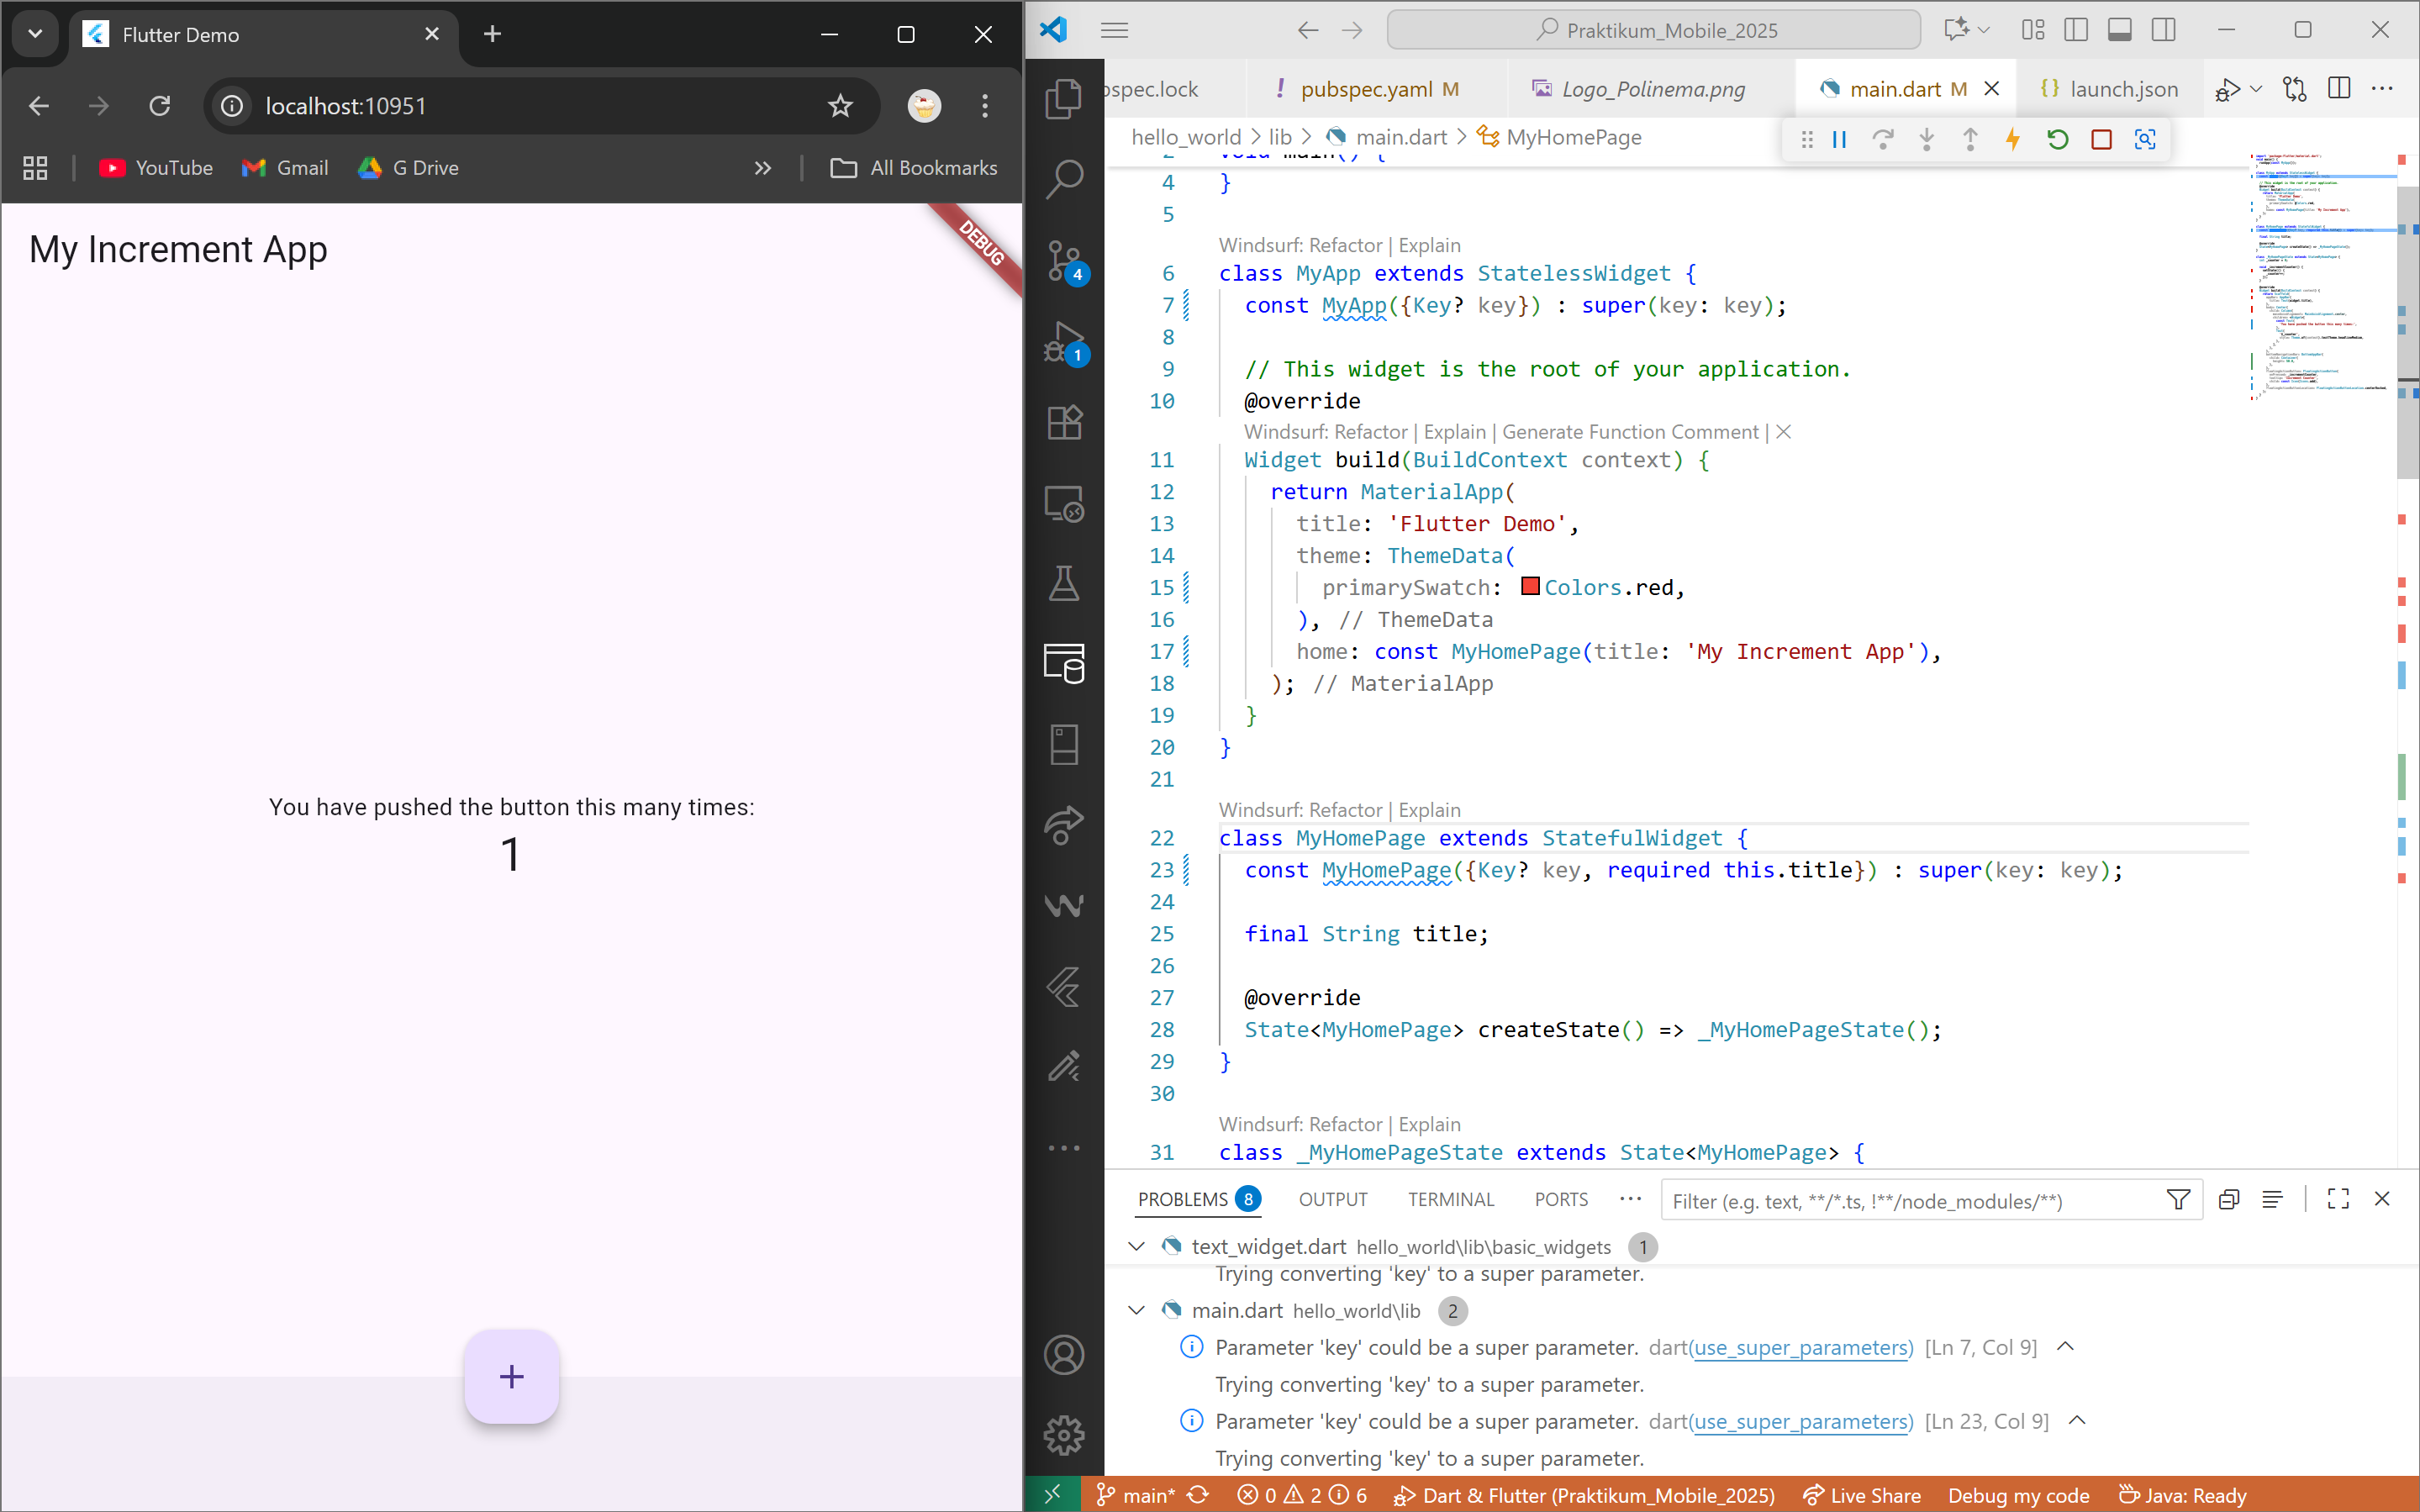 Flutter Demo
localhost:10951
YouTube
Gmail
G Drive
All Bookmarks
My Increment App
DEBUG
You have pushed the button this many times:
1
+
Praktikum_Mobile_2025
pspec.lock
! pubspec.yaml M
Logo_Polinema.png
main.dart M
{} launch.json
hello_world > lib > main.dart > MyHomePage
4
1
4 }
5
Windsurf: Refactor | Explain
6 class MyApp extends StatelessWidget {
7 const MyApp({Key? key}) : super(key: key);
8
9 // This widget is the root of your application.
10 @override
Windsurf: Refactor | Explain | Generate Function Comment | ×
11 Widget build(BuildContext context) {
12 return MaterialApp(
13 title: 'Flutter Demo',
14 theme: ThemeData(
15 primarySwatch: Colors.red,
16 ), // ThemeData
17 home: const MyHomePage(title: 'My Increment App'),
18 ); // MaterialApp
19 }
20 }
21
Windsurf: Refactor | Explain
22 class MyHomePage extends StatefulWidget {
23 const MyHomePage({Key? key, required this.title}) : super(key: key);
24
25 final String title;
26
27 @override
28 State<MyHomePage> createState() => _MyHomePageState();
29 }
30
Windsurf: Refactor | Explain
31 class _MyHomePageState extends State<MyHomePage> {
PROBLEMS 8 OUTPUT TERMINAL PORTS ··· Filter (e.g. text, **/*.ts, !**/node_modules/**)
text_widget.dart hello_world\lib\basic_widgets 1
Trying converting 'key' to a super parameter.
main.dart hello_world\lib 2
Parameter 'key' could be a super parameter. dart(use_super_parameters) [Ln 7, Col 9]
Trying converting 'key' to a super parameter.
Parameter 'key' could be a super parameter. dart(use_super_parameters) [Ln 23, Col 9]
Trying converting 'key' to a super parameter.
main* 0 2 6 Dart & Flutter (Praktikum_Mobile_2025) Live Share Debug my code Java: Ready